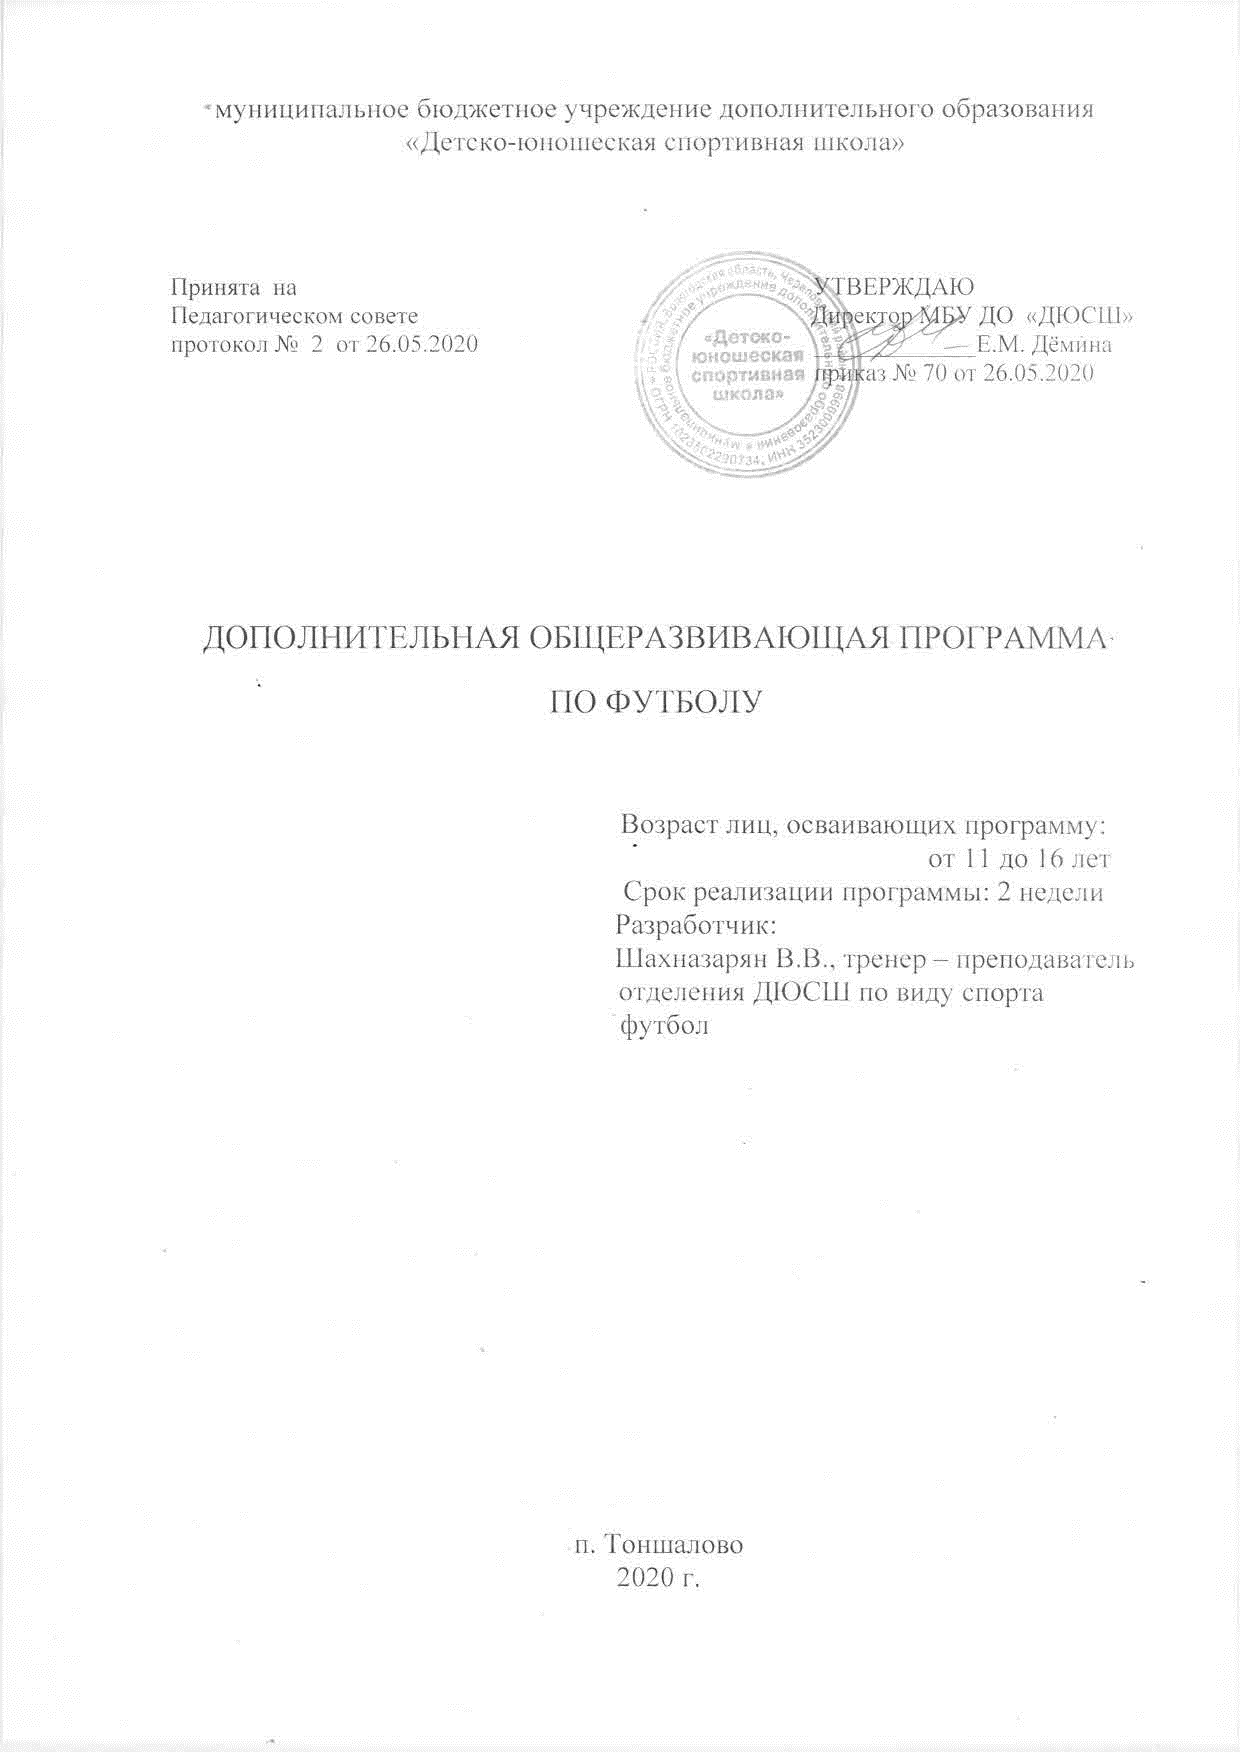 муниципальное бюджетное учреждение дополнительного образования
«Детско-юношеская спортивная школа»
Принята на
Педагогическом совете
протокол № 2 от 26.05.2020
УТВЕРЖДАЮ
Директор МБУ ДО «ДЮСШ»
Е.М. Дёмина
приказ № 70 от 26.05.2020
«Детско-
юношеская
спортивная
школа»
ДОПОЛНИТЕЛЬНАЯ ОБЩЕРАЗВИВАЮЩАЯ ПРОГРАММА
ПО ФУТБОЛУ
Возраст лиц, осваивающих программу:
от 11 до 16 лет
Срок реализации программы: 2 недели
Разработчик:
Шахназарян В.В., тренер – преподаватель
отделения ДЮСШ по виду спорта
футбол
п. Тоншалово
2020 г.